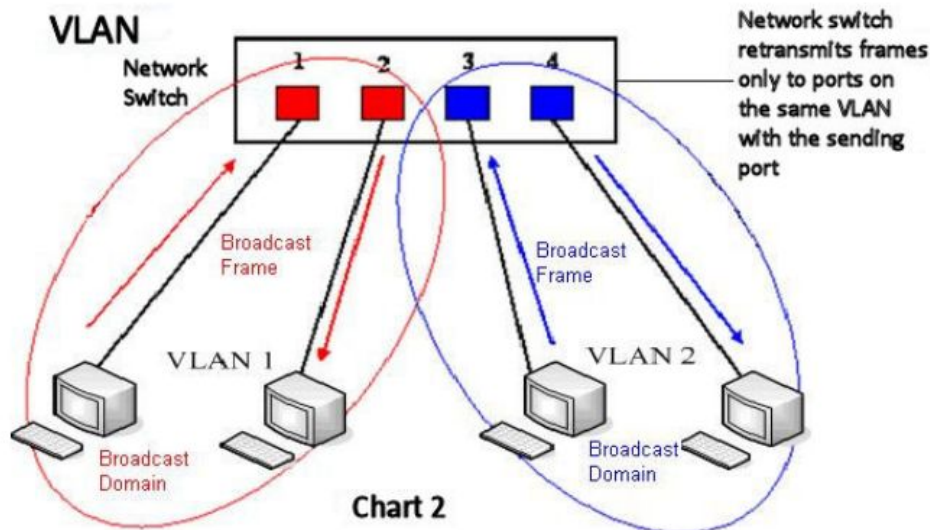 VLAN
Network
Switch
1
2
3
4
Network switch
retransmits frames
only to ports on
the same VLAN
with the sending
port
Broadcast
Frame
Broadcast
Frame
VLAN 1
VLAN 2
Broadcast
Domain
Broadcast
Domain
Chart 2